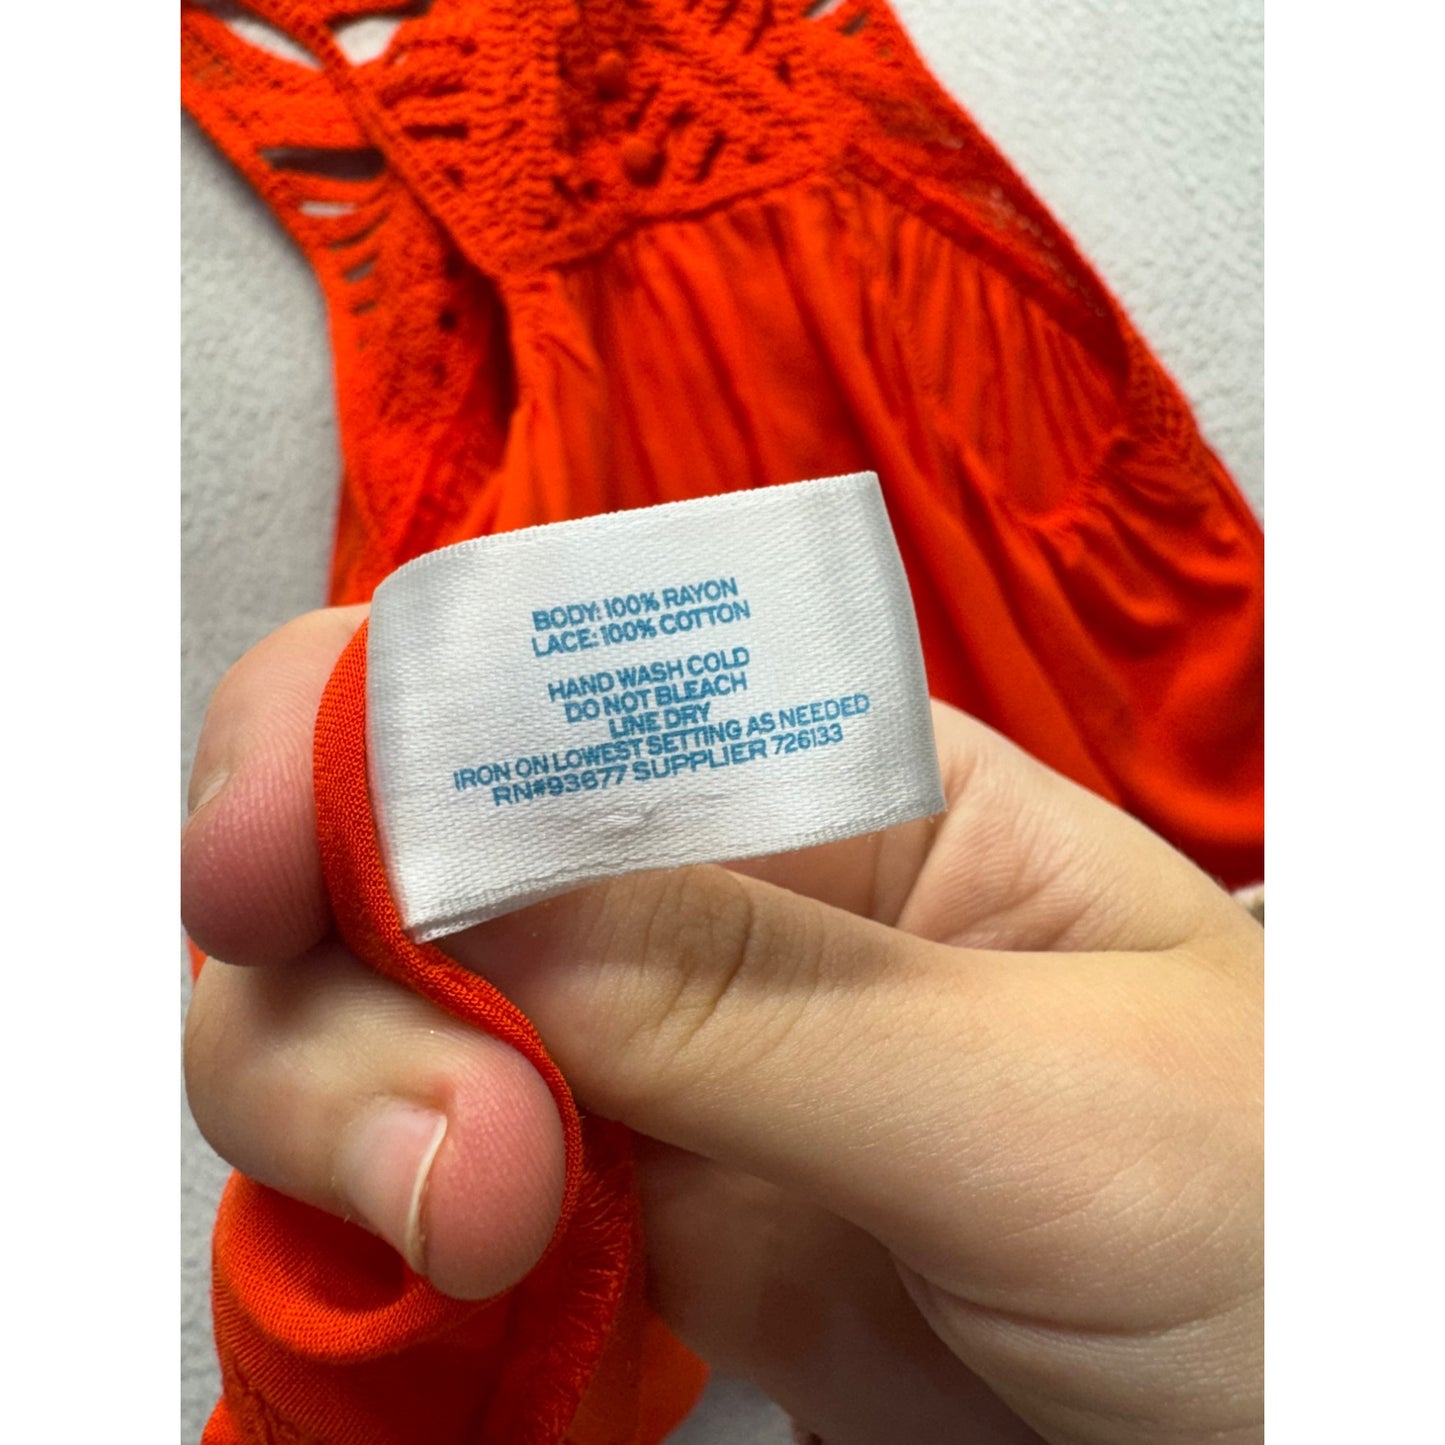 BODY: 100% RAYON
LACE: 100% COTTON
HAND WASH COLD
DO NOT BLEACH
LINE DRY
IRON ON LOWEST SETTING AS NEEDED
RN#93677 SUPPLIER 726133